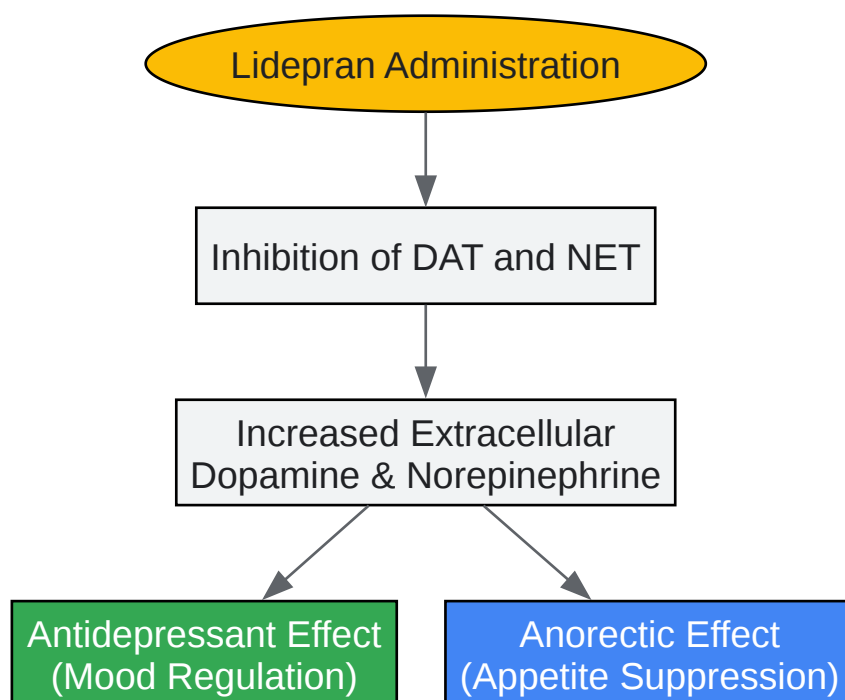 Lidepran Administration
Inhibition of DAT and NET
Increased Extracellular
Dopamine & Norepinephrine
Antidepressant Effect
(Mood Regulation)
Anorectic Effect
(Appetite Suppression)